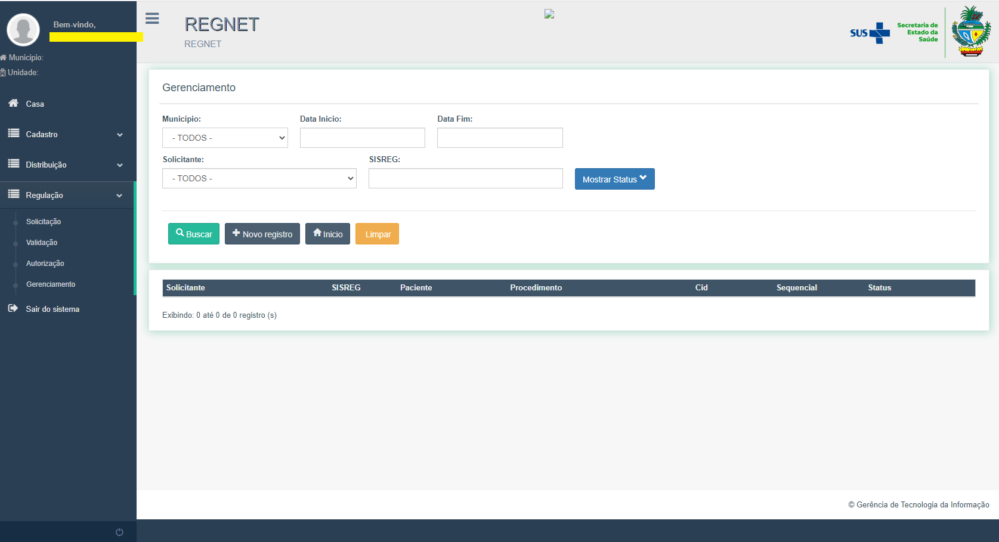 Bem-vindo,
Municipio:
Unidade:
Casa
Cadastro
Distribuição
Regulação
Solicitação
Validação
Autorização
Gerenciamento
Sair do sistema
REGNET
REGNET
SUS
Secretaria de
Estado da
Saúde
Gerenciamento
Município: Data Inicio: Data Fim:
- TODOS -
Solicitante: SISREG:
- TODOS - Mostrar Status
Buscar Novo registro Inicio Limpar
Solicitante SISREG Paciente Procedimento Cid Sequencial Status
Exibindo: 0 até 0 de 0 registro (s)
© Gerência de Tecnologia da Informação